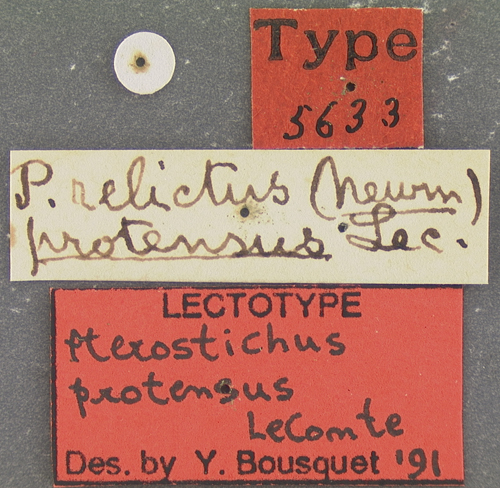 Type
5633
P. relictus (Newm)
protensus Lec.
LECTOTYPE
Pterostichus
protensus
LeConte
Des. by Y. Bousquet '91